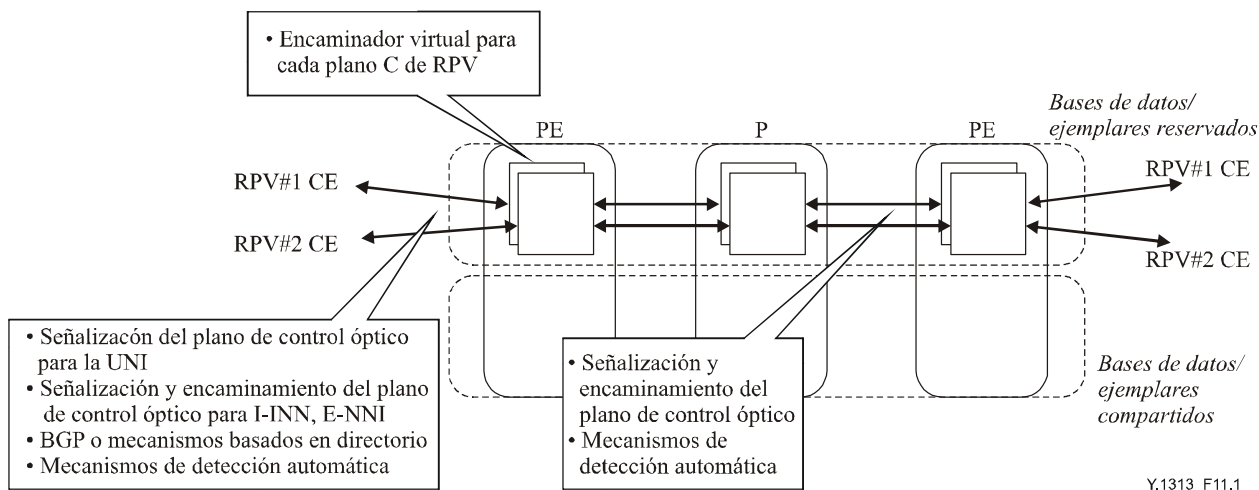 • Encaminador virtual para
cada plano C de RPV
PE
P
PE
Bases de datos/
ejemplares reservados
RPV#1 CE
RPV#1 CE
RPV#2 CE
RPV#2 CE
• Señalizacón del plano de control óptico
para la UNI
• Señalización y encaminamiento del plano
de control óptico para I-INN, E-NNI
• BGP o mecanismos basados en directorio
• Mecanismos de detección automática
• Señalización y
encaminamiento del
plano de control óptico
• Mecanismos de
detección automática
Bases de datos/
ejemplares
compartidos
Y.1313_F11.1